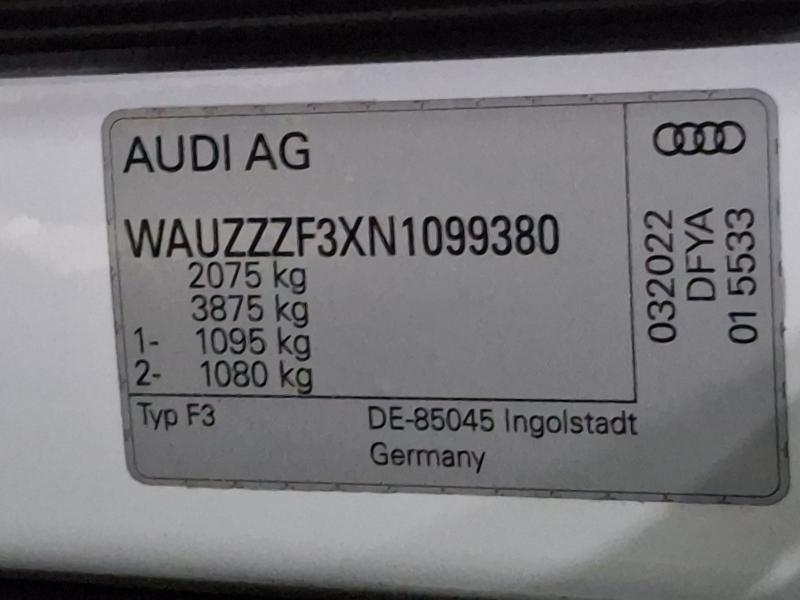 AUDI AG
WAUZZZF3XN1099380
2075 kg
3875 kg
1- 1095 kg
2- 1080 kg
Typ F3 DE-85045 Ingolstadt
Germany
032022
DFYA
01 5533